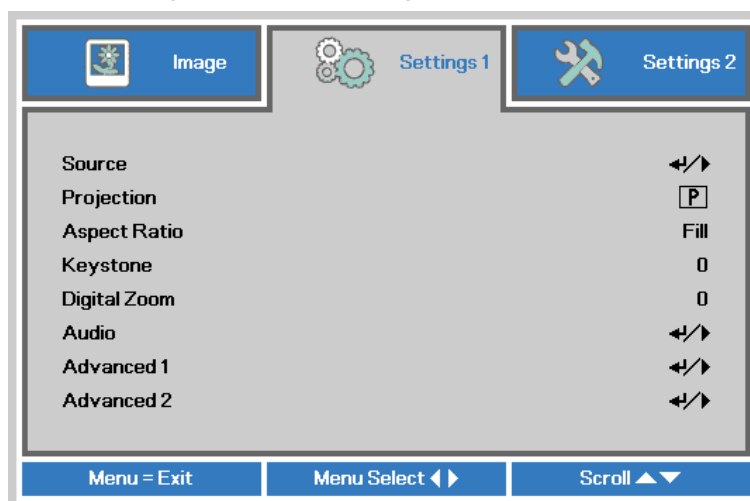 Image Settings 1 Settings 2
Source
Projection P
Aspect Ratio Fill
Keystone 0
Digital Zoom 0
Audio
Advanced 1
Advanced 2
Menu = Exit Menu Select Scroll